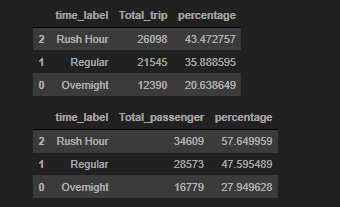 time_label Total_trip percentage
2 Rush Hour 26098 43.472757
1 Regular 21545 35.888595
0 Overnight 12390 20.638649
time_label Total_passenger percentage
2 Rush Hour 34609 57.649959
1 Regular 28573 47.595489
0 Overnight 16779 27.949628